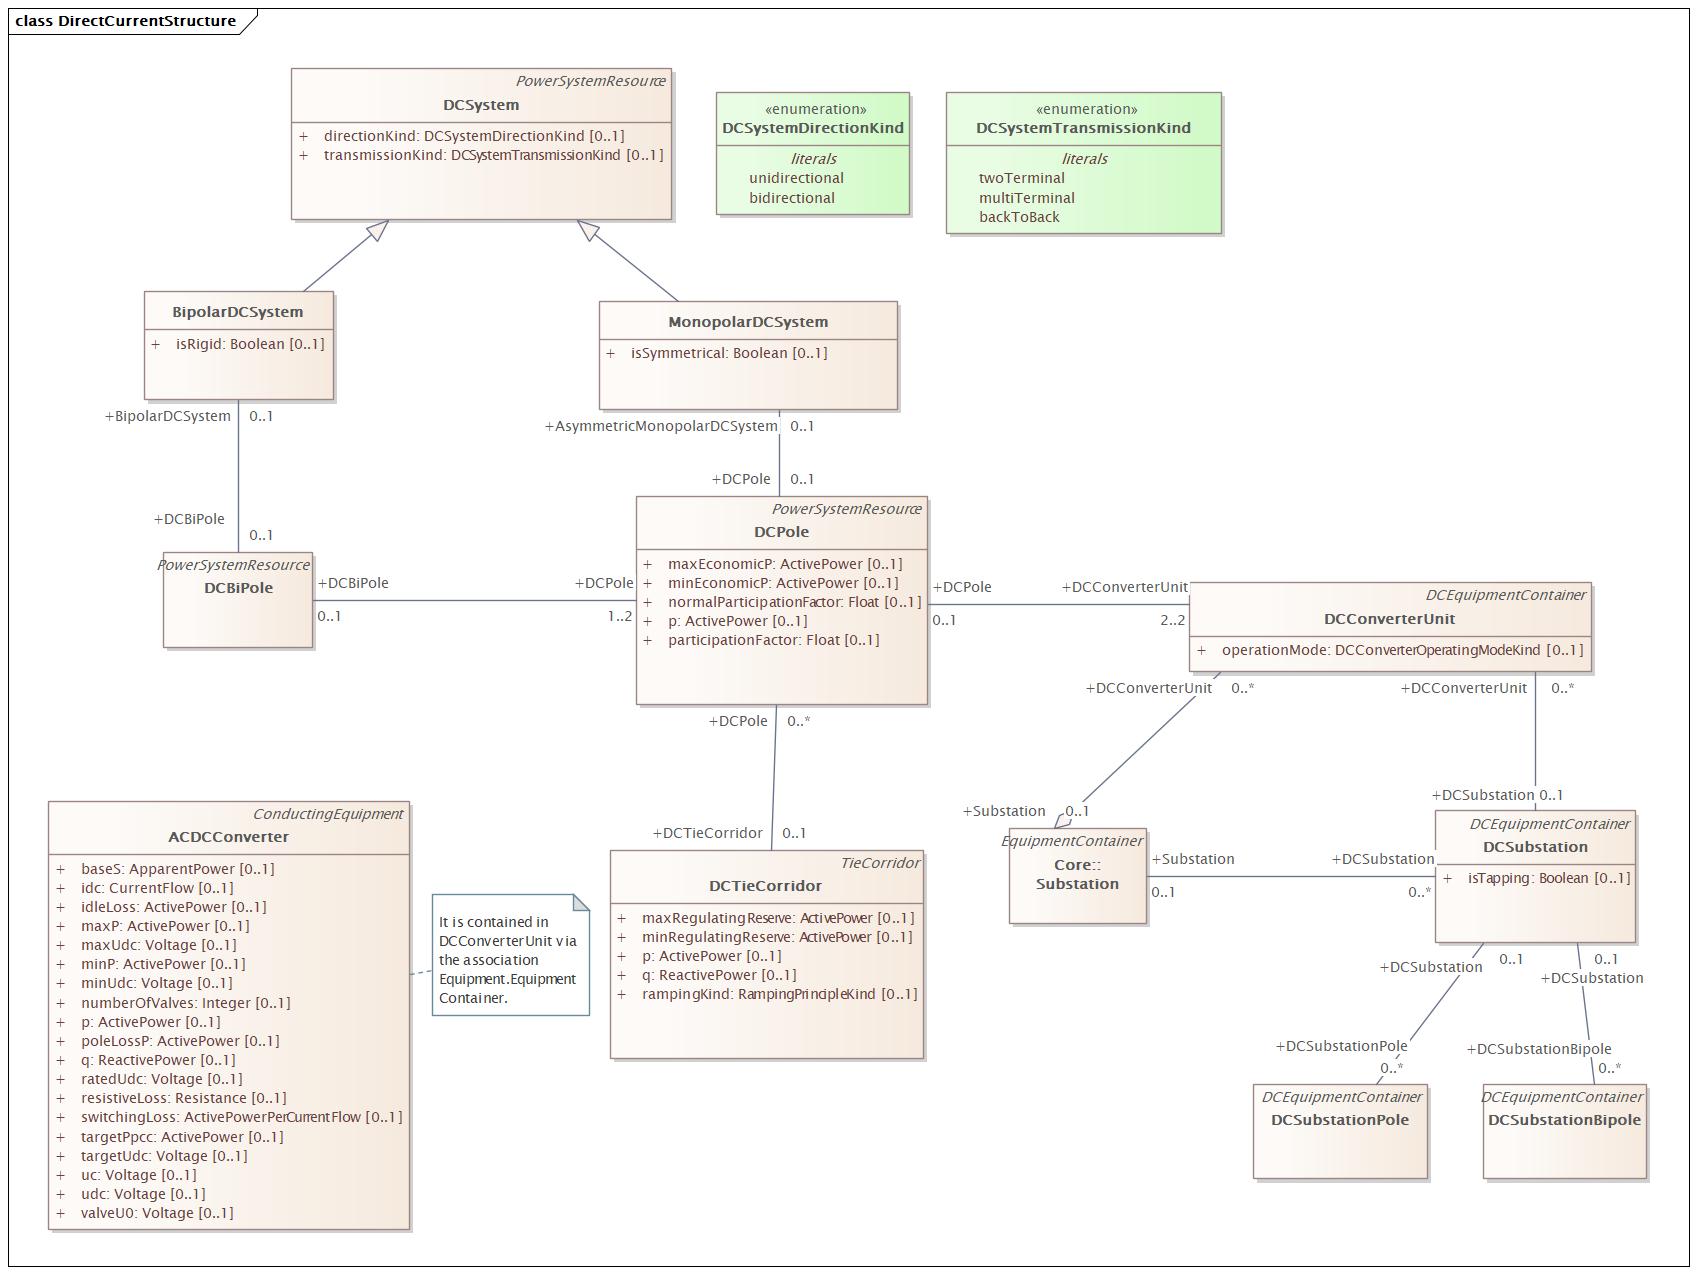 class DirectCurrentStructure
PowerSystemResource
DCSystem
+ directionKind: DCSystemDirectionKind [0..1]
+ transmissionKind: DCSystemTransmissionKind [0..1]
«enumeration»
DCSystemDirectionKind
literals
unidirectional
bidirectional
«enumeration»
DCSystemTransmissionKind
literals
twoTerminal
multiTerminal
backToBack
BipolarDCSystem
+ isRigid: Boolean [0..1]
MonopolarDCSystem
+ isSymmetrical: Boolean [0..1]
+BipolarDCSystem 0..1
+AsymmetricMonopolarDCSystem 0..1
+DCPole 0..1
+DCBiPole
0..1
PowerSystemResource
DCBiPole
+DCBiPole
0..1
+DCPole
1..2
PowerSystemResource
DCPole
+ maxEconomicP: ActivePower [0..1]
+ minEconomicP: ActivePower [0..1]
+ normalParticipationFactor: Float [0..1]
+ p: ActivePower [0..1]
+ participationFactor: Float [0..1]
+DCPole
0..1
+DCConverterUnit
2..2
DCEquipmentContainer
DCConverterUnit
+ operationMode: DCConverterOperatingModeKind [0..1]
+DCConverterUnit 0..*
+DCConverterUnit 0..*
+DCPole 0..*
+DCTieCorridor 0..1
+Substation 0..1
+DCSubstation 0..1
ConductingEquipment
ACDCConverter
+ baseS: ApparentPower [0..1]
+ idc: CurrentFlow [0..1]
+ idleLoss: ActivePower [0..1]
+ maxP: ActivePower [0..1]
+ maxUdc: Voltage [0..1]
+ minP: ActivePower [0..1]
+ minUdc: Voltage [0..1]
+ numberOfValves: Integer [0..1]
+ p: ActivePower [0..1]
+ poleLossP: ActivePower [0..1]
+ q: ReactivePower [0..1]
+ ratedUdc: Voltage [0..1]
+ resistiveLoss: Resistance [0..1]
+ switchingLoss: ActivePowerPerCurrentFlow [0..1]
+ targetPpcc: ActivePower [0..1]
+ targetUdc: Voltage [0..1]
+ uc: Voltage [0..1]
+ udc: Voltage [0..1]
+ valveU0: Voltage [0..1]
It is contained in
DCConverterUnit via
the association
Equipment.Equipment
Container.
TieCorridor
DCTieCorridor
+ maxRegulatingReserve: ActivePower [0..1]
+ minRegulatingReserve: ActivePower [0..1]
+ p: ActivePower [0..1]
+ q: ReactivePower [0..1]
+ rampingKind: RampingPrincipleKind [0..1]
EquipmentContainer
Core::
Substation
+Substation
0..1
+DCSubstation
0..*
DCEquipmentContainer
DCSubstation
+ isTapping: Boolean [0..1]
+DCSubstation 0..1
0..1
+DCSubstation
+DCSubstationPole
0..*
+DCSubstationBipole
0..*
DCEquipmentContainer
DCSubstationPole
DCEquipmentContainer
DCSubstationBipole